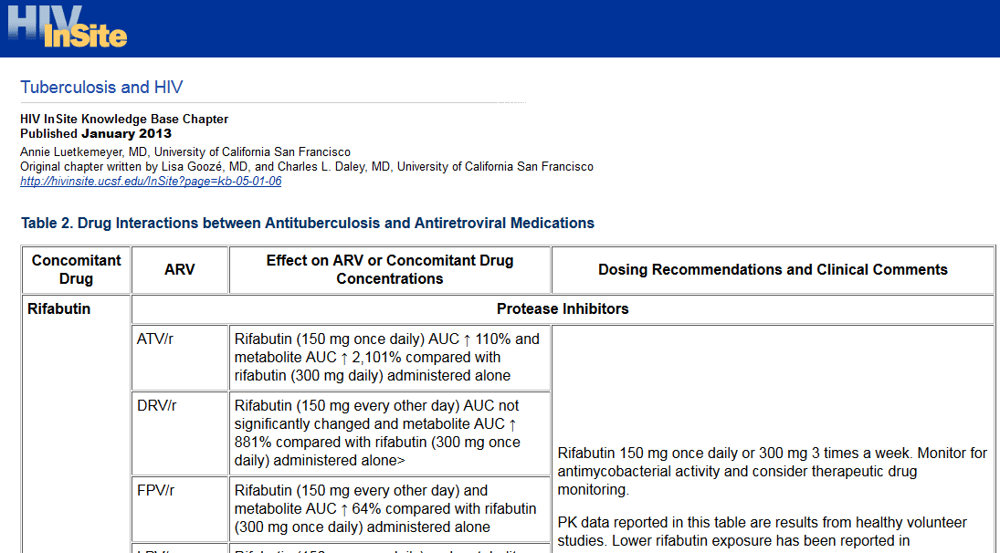 HIV
InSite
Tuberculosis and HIV
HIV InSite Knowledge Base Chapter
Published January 2013
Annie Luetkemeyer, MD, University of California San Francisco
Original chapter written by Lisa Goozé, MD, and Charles L. Daley, MD, University of California San Francisco
http://hivinsite.ucsf.edu/InSite?page=kb-05-01-06
Table 2. Drug Interactions between Antituberculosis and Antiretroviral Medications
Concomitant
Drug
ARV
Effect on ARV or Concomitant Drug
Concentrations
Dosing Recommendations and Clinical Comments
Rifabutin
Protease Inhibitors
ATV/r
Rifabutin (150 mg once daily) AUC ↑ 110% and
metabolite AUC ↑ 2,101% compared with
rifabutin (300 mg daily) administered alone
DRV/r
Rifabutin (150 mg every other day) AUC not
significantly changed and metabolite AUC ↑
881% compared with rifabutin (300 mg once
daily) administered alone>
FPV/r
Rifabutin (150 mg every other day) and
metabolite AUC ↑ 64% compared with rifabutin
(300 mg once daily) administered alone
Rifabutin 150 mg once daily or 300 mg 3 times a week. Monitor for
antimycobacterial activity and consider therapeutic drug
monitoring.
PK data reported in this table are results from healthy volunteer
studies. Lower rifabutin exposure has been reported in